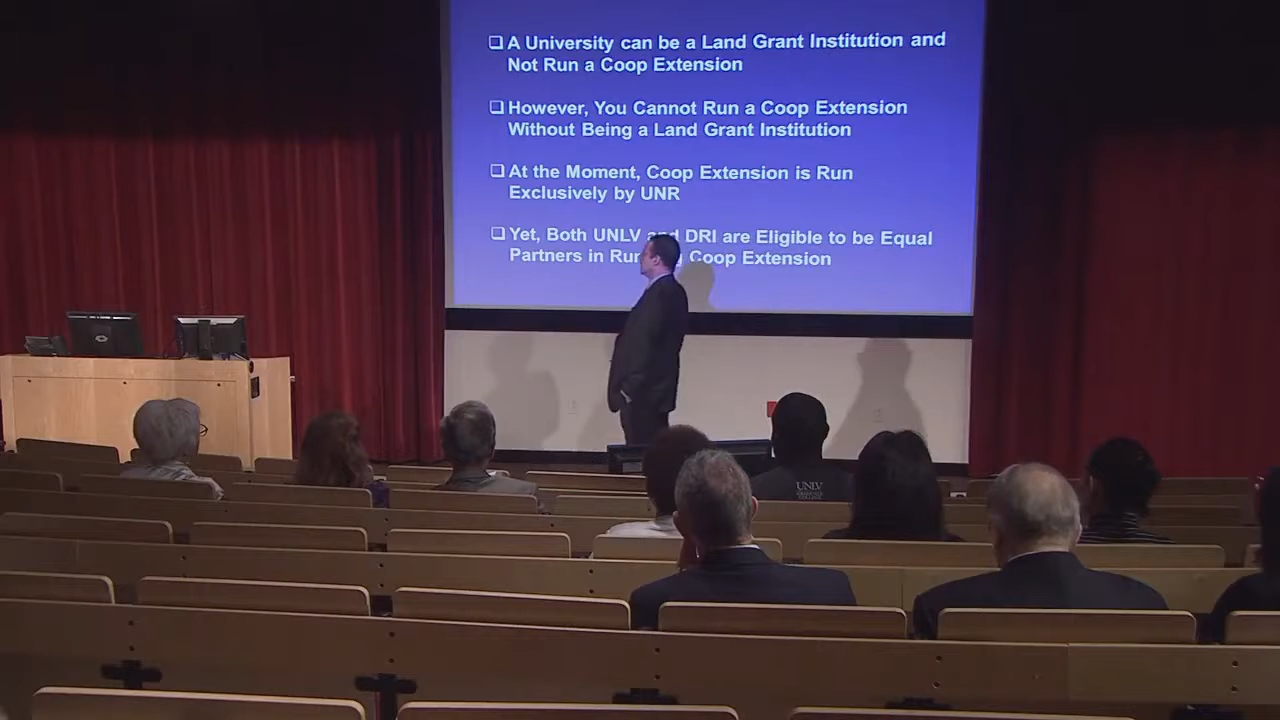 ❑ A University can be a Land Grant Institution and
Not Run a Coop Extension
❑ However, You Cannot Run a Coop Extension
Without Being a Land Grant Institution
❑ At the Moment, Coop Extension is Run
Exclusively by UNR
❑ Yet, Both UNLV and DRI are Eligible to be Equal
Partners in Coop Extension
UNLV